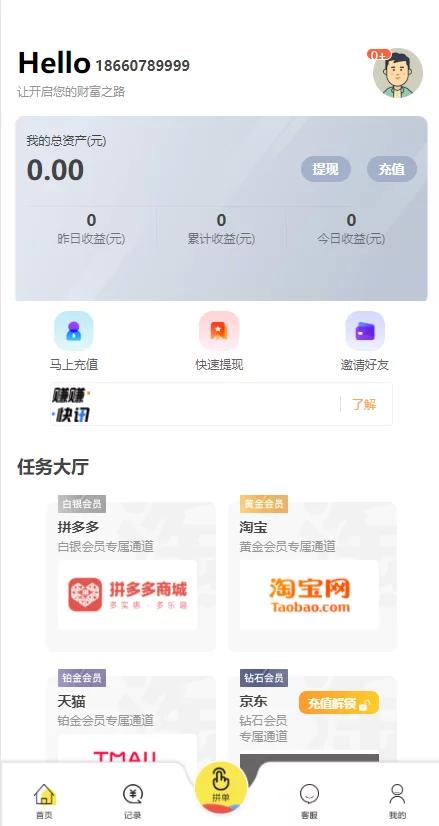 Hello 18660789999
0+
让开启您的财富之路
我的总资产(元)
0.00
提现 充值
0 0 0
昨日收益(元) 累计收益(元) 今日收益(元)
马上充值 快速提现 邀请好友
赚赚
快讯
了解
任务大厅
白银会员
拼多多
白银会员专属通道
拼多多商城
多实惠·多乐趣
黄金会员
淘宝
黄金会员专属通道
淘宝网
Taobao.com
铂金会员
天猫
铂金会员专属通道
TMALL
钻石会员
京东
充值解锁
钻石会员
专属通道
首页 记录 拼单 客服 我的